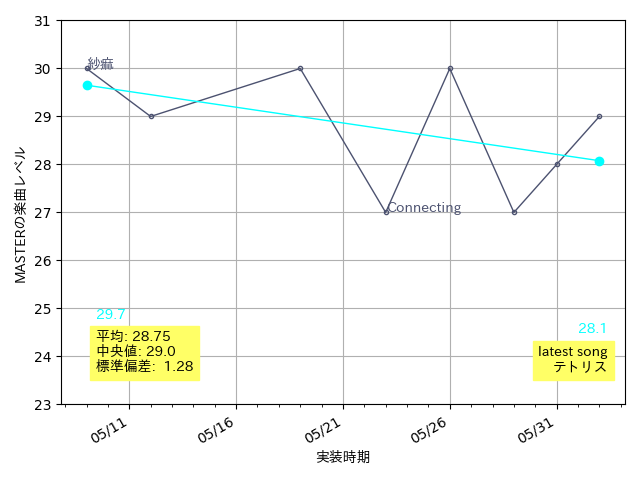 31
30
29
28
27
26
25
24
23
MASTERの楽曲レベル
紗痲
Connecting
29.7
平均: 28.75
中央値: 29.0
標準偏差: 1.28
28.1
latest song
テトリス
05/11
05/16
05/21
05/26
05/31
実装時期